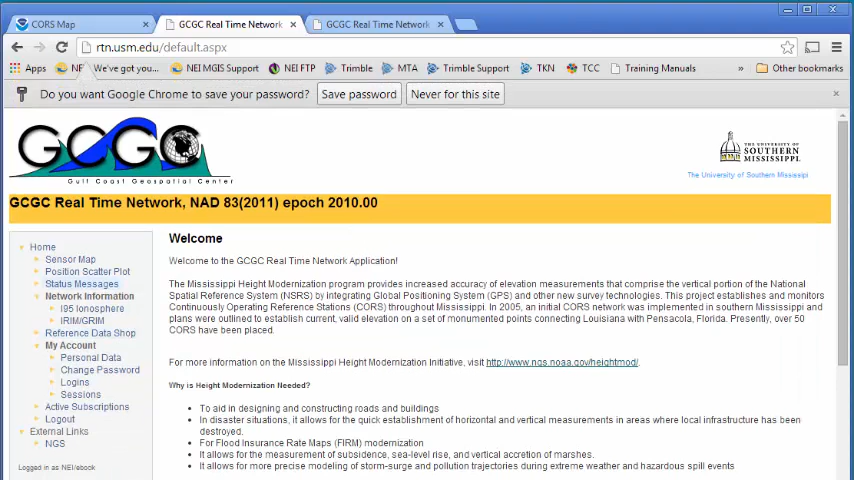 CORS Map
GCGC Real Time Network
GCGC Real Time Network
rtn.usm.edu/default.aspx
Apps
We've got you...
NEI MGIS Support
NEI FTP
Trimble
MTA
Trimble Support
TKN
TCC
Training Manuals
»
Other bookmarks
Do you want Google Chrome to save your password?
Save password
Never for this site
GCGC
Gulf Coast Geospatial Center
THE UNIVERSITY OF
SOUTHERN
MISSISSIPPI
The University of Southern Mississippi
GCGC Real Time Network, NAD 83(2011) epoch 2010.00
Home
Sensor Map
Position Scatter Plot
Status Messages
Network Information
I95 Ionosphere
IRIM/GRIM
Reference Data Shop
My Account
Personal Data
Change Password
Logins
Sessions
Active Subscriptions
Logout
External Links
NGS
Logged in as NEI/ebook
Welcome
Welcome to the GCGC Real Time Network Application!
The Mississippi Height Modernization program provides increased accuracy of elevation measurements that comprise the vertical portion of the National
Spatial Reference System (NSRS) by integrating Global Positioning System (GPS) and other new survey technologies. This project establishes and monitors
Continuously Operating Reference Stations (CORS) throughout Mississippi. In 2005, an initial CORS network was implemented in southern Mississippi and
plans were outlined to establish current, valid elevation on a set of monumented points connecting Louisiana with Pensacola, Florida. Presently, over 50
CORS have been placed.
For more information on the Mississippi Height Modernization Initiative, visit http://www.ngs.noaa.gov/heightmod/.
Why is Height Modernization Needed?
• To aid in designing and constructing roads and buildings
• In disaster situations, it allows for the quick establishment of horizontal and vertical measurements in areas where local infrastructure has been
destroyed.
• For Flood Insurance Rate Maps (FIRM) modernization
• It allows for the measurement of subsidence, sea-level rise, and vertical accretion of marshes.
• It allows for more precise modeling of storm-surge and pollution trajectories during extreme weather and hazardous spill events